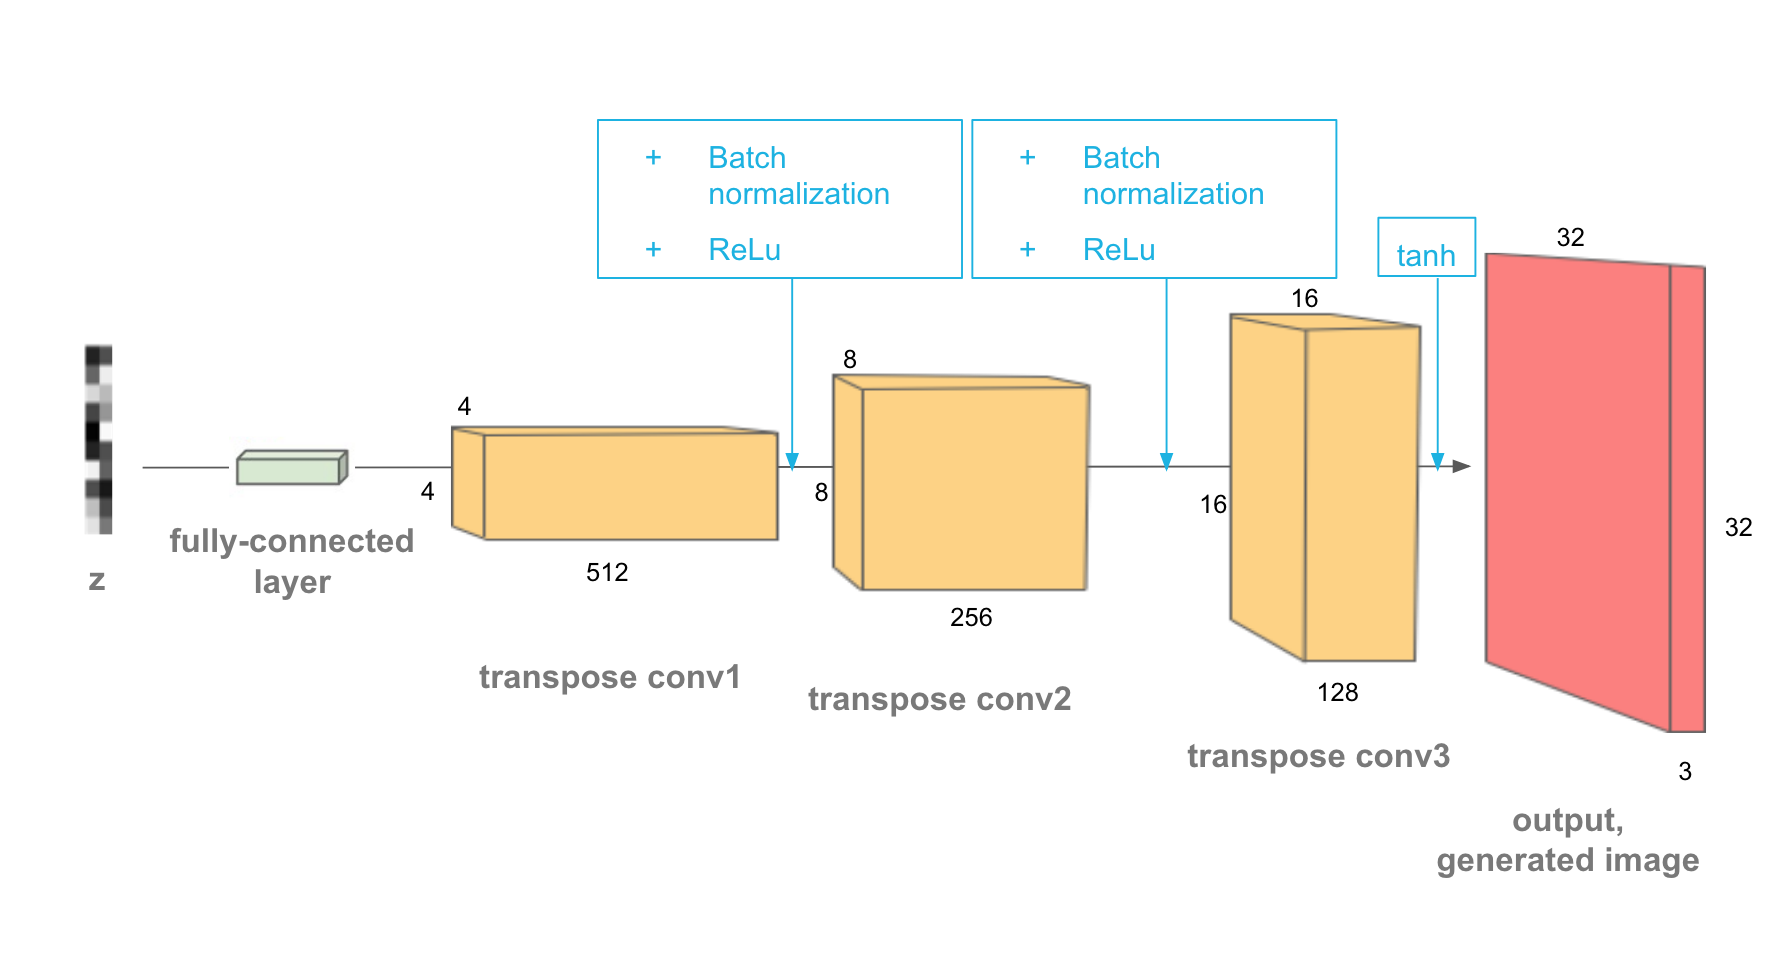 + Batch
normalization
+ ReLu
+ Batch
normalization
+ ReLu
tanh
32
16
8
4
4
8
16
32
fully-connected
layer
z
512
256
128
3
transpose conv1
transpose conv2
transpose conv3
output,
generated image